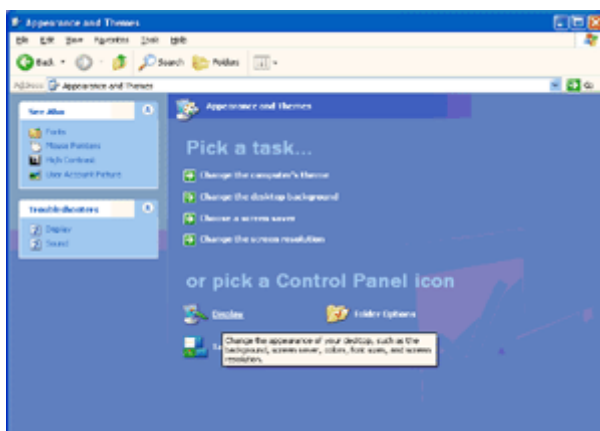 Appearance and Themes
File Edit View Favorites Tools Help
Back Search Folders
Address Appearance and Themes Go
See Also
Fonts
Mouse Pointers
High Contrast
User Account Picture
Troubleshooters
Display
Sound
Appearance and Themes
Pick a task...
Change the computer's theme
Change the desktop background
Choose a screen saver
Change the screen resolution
or pick a Control Panel icon
Display
Folder Options
Change the appearance of your desktop, such as the
background, screen saver, colors, font sizes, and screen
resolution.